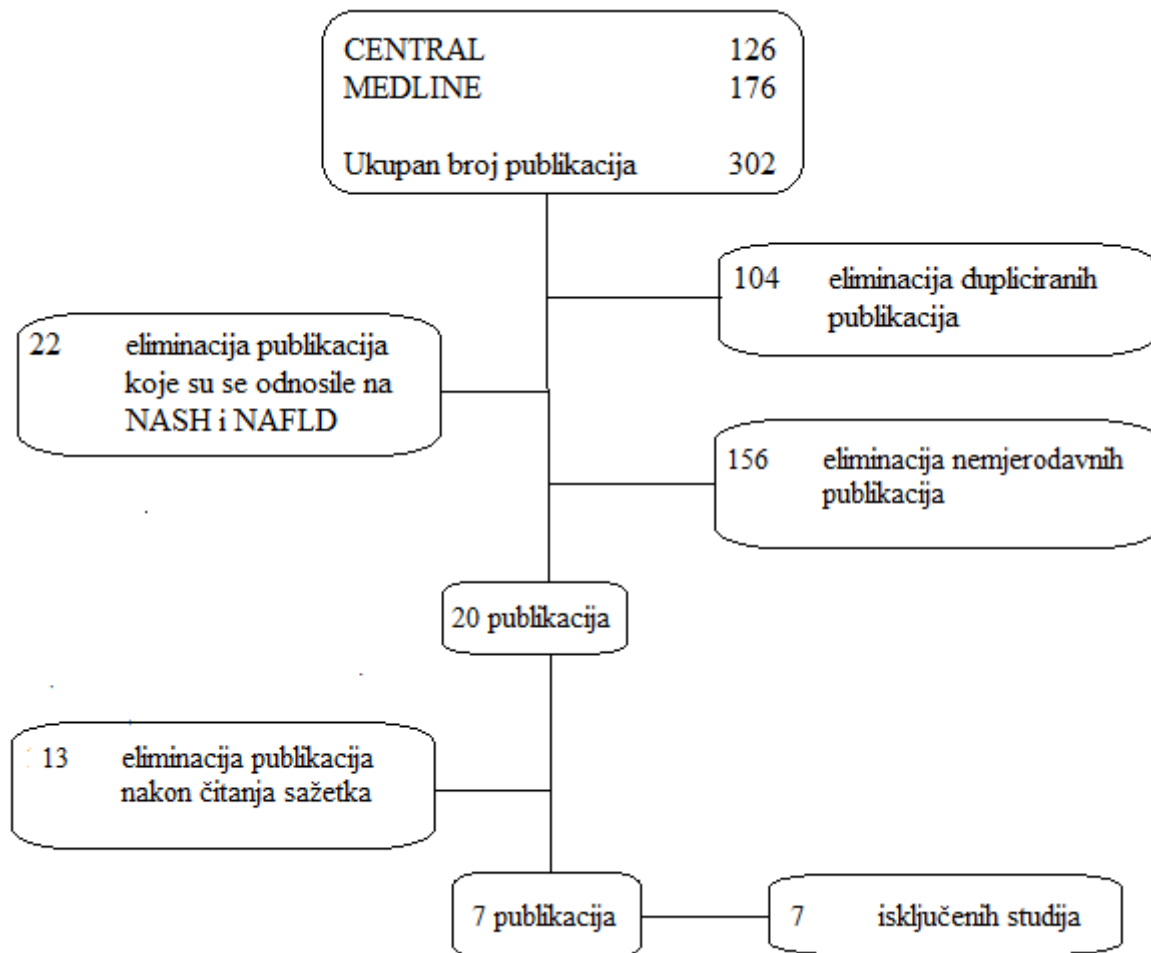 CENTRAL 126
MEDLINE 176
Ukupan broj publikacija 302
104 eliminacija dupliciranih
publikacija
22 eliminacija publikacija
koje su se odnosile na
NASH i NAFLD
156 eliminacija nemjerodavnih
publikacija
20 publikacija
13 eliminacija publikacija
nakon čitanja sažetka
7 publikacija
7 isključenih studija